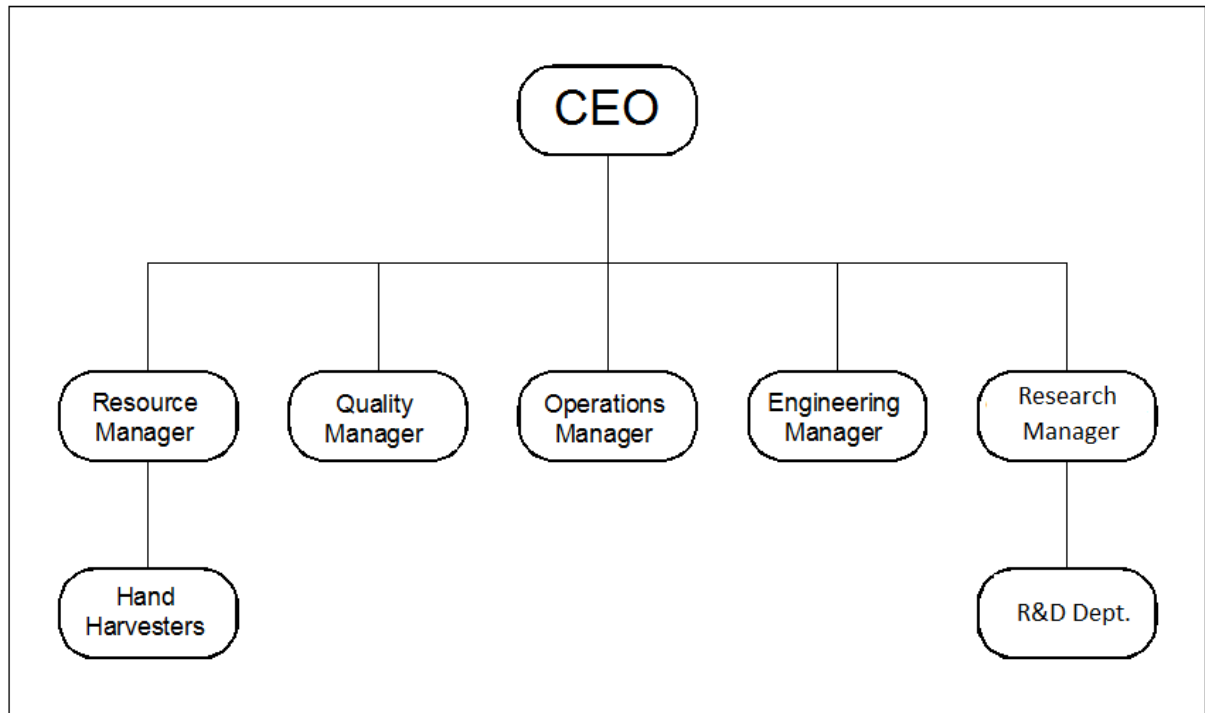 CEO
Resource
Manager
Quality
Manager
Operations
Manager
Engineering
Manager
Research
Manager
Hand
Harvesters
R&D Dept.